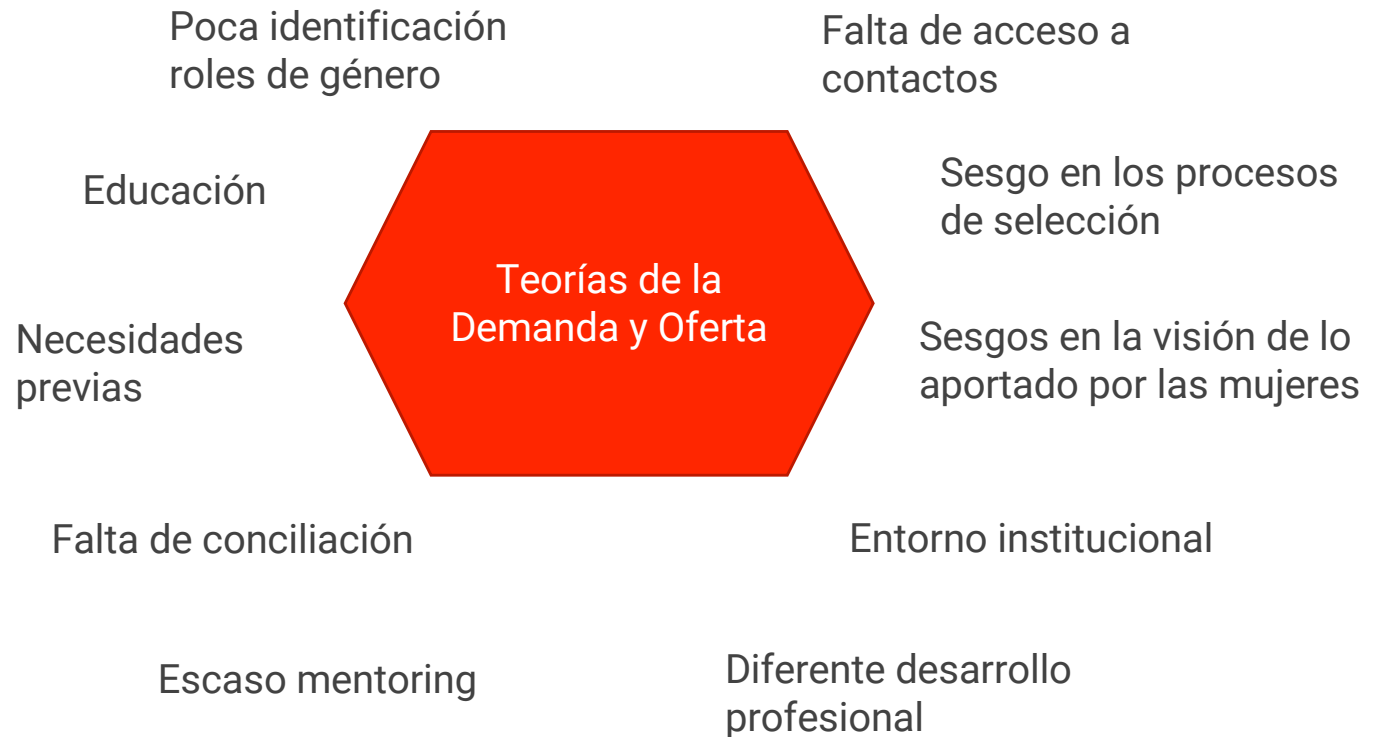 Poca identificación
roles de género
Falta de acceso a
contactos
Educación
Sesgo en los procesos
de selección
Teorías de la
Demanda y Oferta
Necesidades
previas
Sesgos en la visión de lo
aportado por las mujeres
Falta de conciliación
Entorno institucional
Escaso mentoring
Diferente desarrollo
profesional